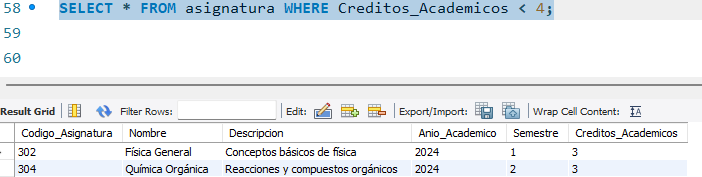 58 SELECT * FROM asignatura WHERE Creditos_Academicos < 4;
59
60
Result Grid Filter Rows: Edit: Export/Import: Wrap Cell Content: IA
Codigo_Asignatura Nombre Descripcion Anio_Academico Semestre Creditos_Academicos
302 Física General Conceptos básicos de física 2024 1 3
304 Química Orgánica Reacciones y compuestos orgánicos 2024 2 3